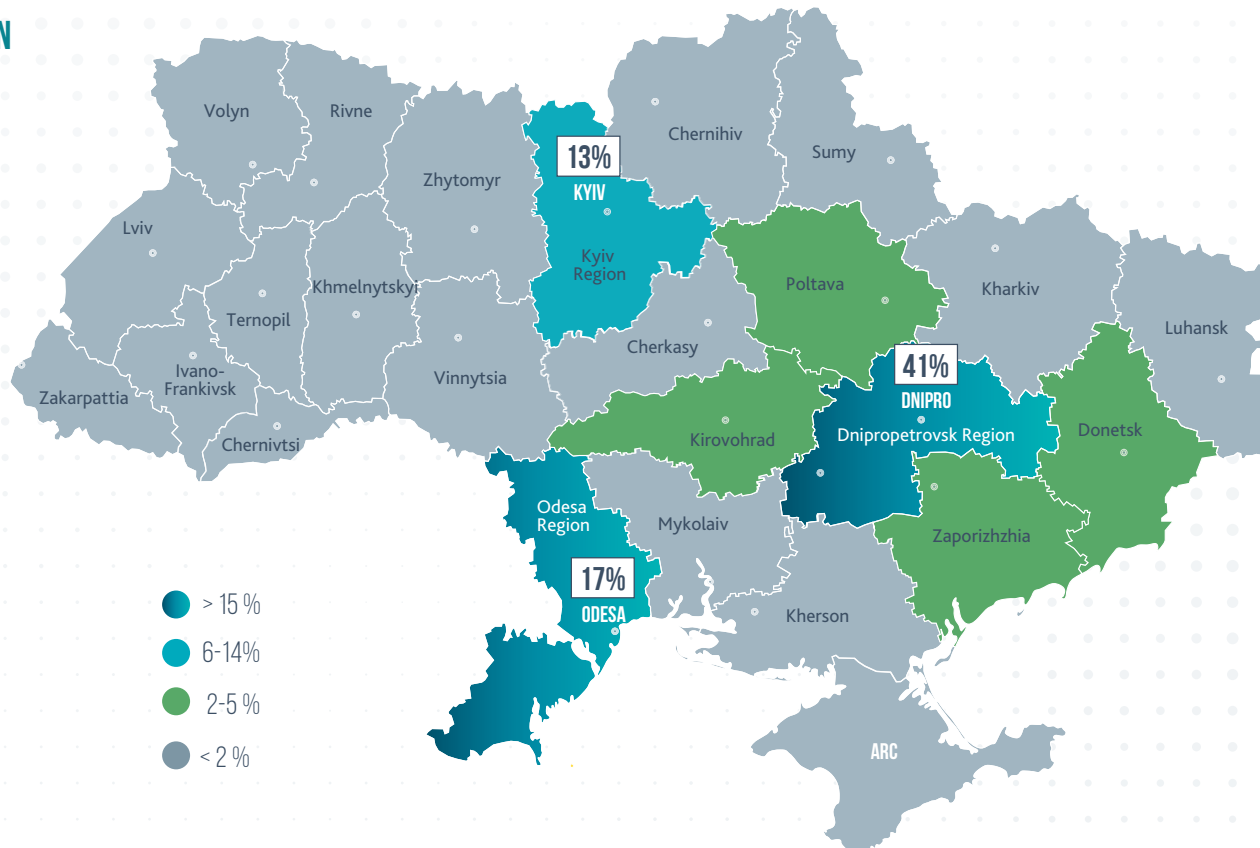 N
Volyn
Rivne
Chernihiv
Sumy
13%
KYIV
Zhytomyr
Lviv
Kyiv
Region
Khmelnytskyi
Poltava
Kharkiv
Ternopil
Luhansk
Cherkasy
41%
DNIPRO
Ivano-
Frankivsk
Vinnytsia
Zakarpattia
Chernivtsi
Kirovohrad
Dnipropetrovsk Region
Donetsk
Odesa
Region
Mykolaiv
Zaporizhzhia
17%
ODESA
Kherson
ARC
> 15 %
6-14%
2-5 %
< 2 %